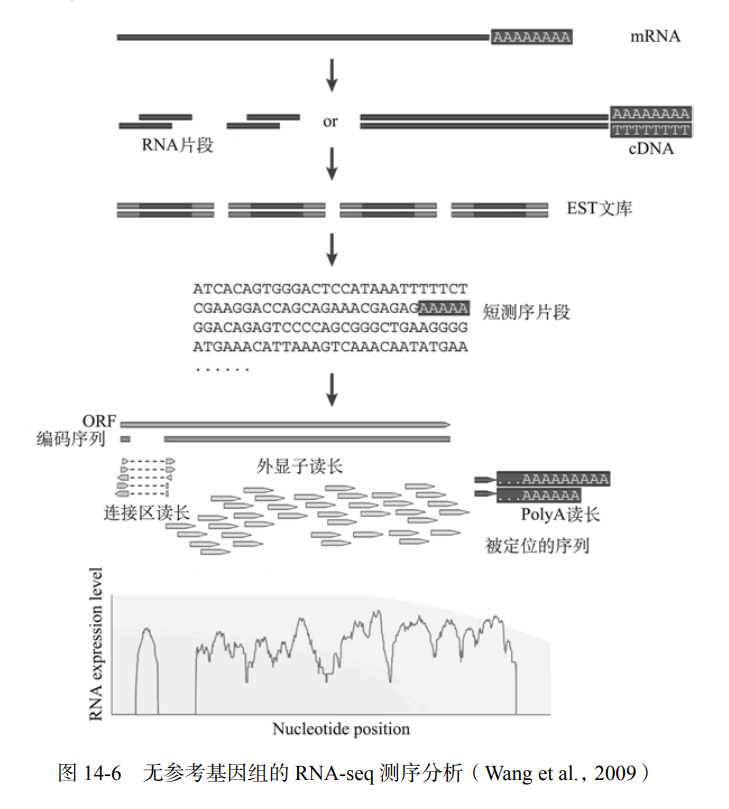 AAAAAAAA mRNA
or
AAAAAAAA
TTTTTTTT
RNA片段
cDNA
EST文库
ATCACAGTGGGACTCCATAAATTTTTCT
CGAAGGACCAGCAGAAACGAGAGAAAAA
短测序片段
GGACAGAGTCCCCAGCGGGCTGAAGGGG
ATGAAACATTAAAGTCAAACAATATGAA
......
ORF
编码序列
外显子读长
...AAAAAAAAA
...AAAAAA
连接区读长
PolyA读长
被定位的序列
RNA expression level
Nucleotide position
图 14-6 无参考基因组的 RNA-seq 测序分析（Wang et al., 2009）